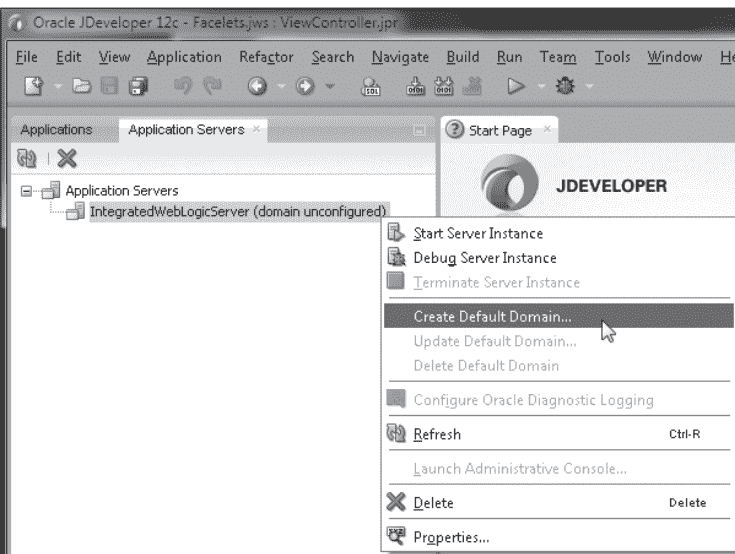 Oracle JDeveloper 12c - Facelets.jws : ViewController.jpr
File Edit View Application Refactor Search Navigate Build Run Team Tools Window He
SQL
Applications Application Servers Start Page
Application Servers
JDEVELOPER
IntegratedWebLogicServer (domain unconfigured)
Start Server Instance
Debug Server Instance
Terminate Server Instance
Create Default Domain...
Update Default Domain...
Delete Default Domain
Configure Oracle Diagnostic Logging
Refresh Ctrl-R
Launch Administrative Console...
Delete Delete
Properties...